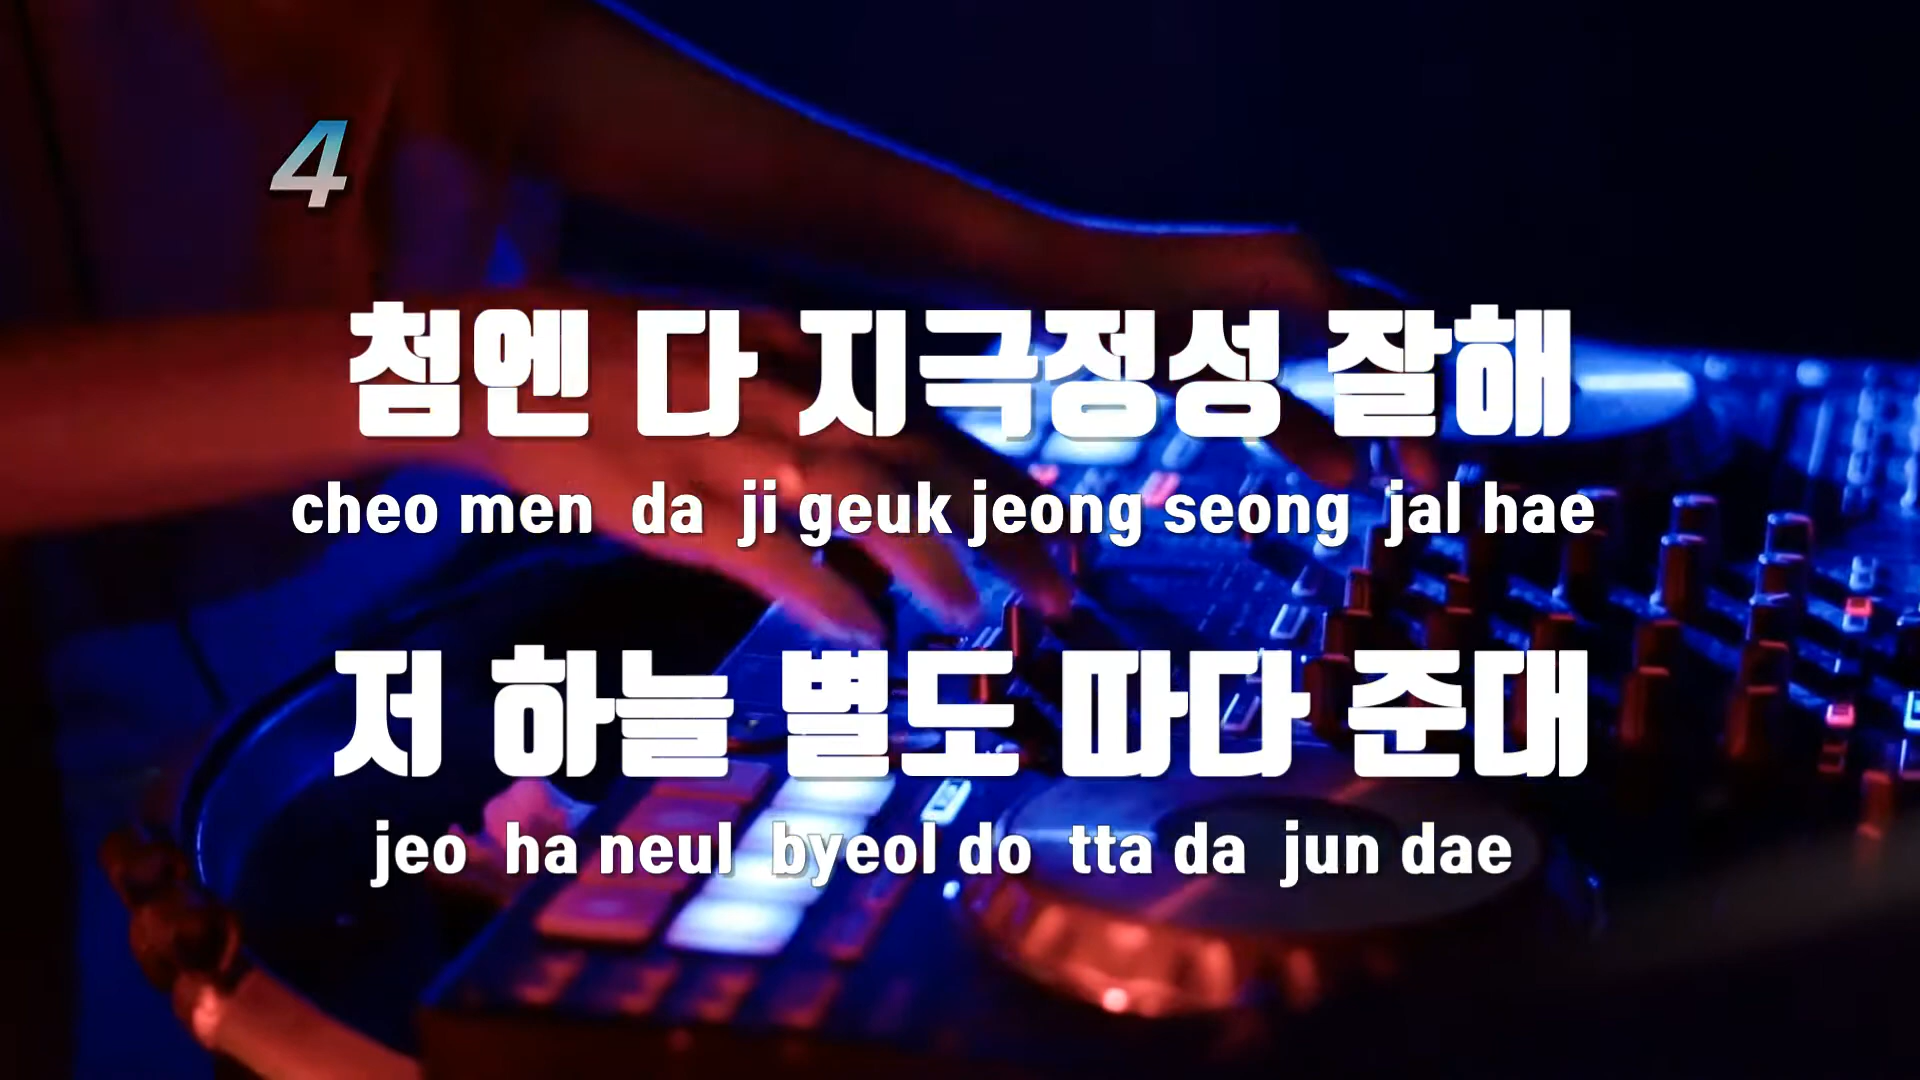 4
첨엔 다 지극정성 잘해
cheo men da ji geuk jeong seong jal hae
저 하늘 별도 따다 준대
jeo ha neul byeol do tta da jun dae